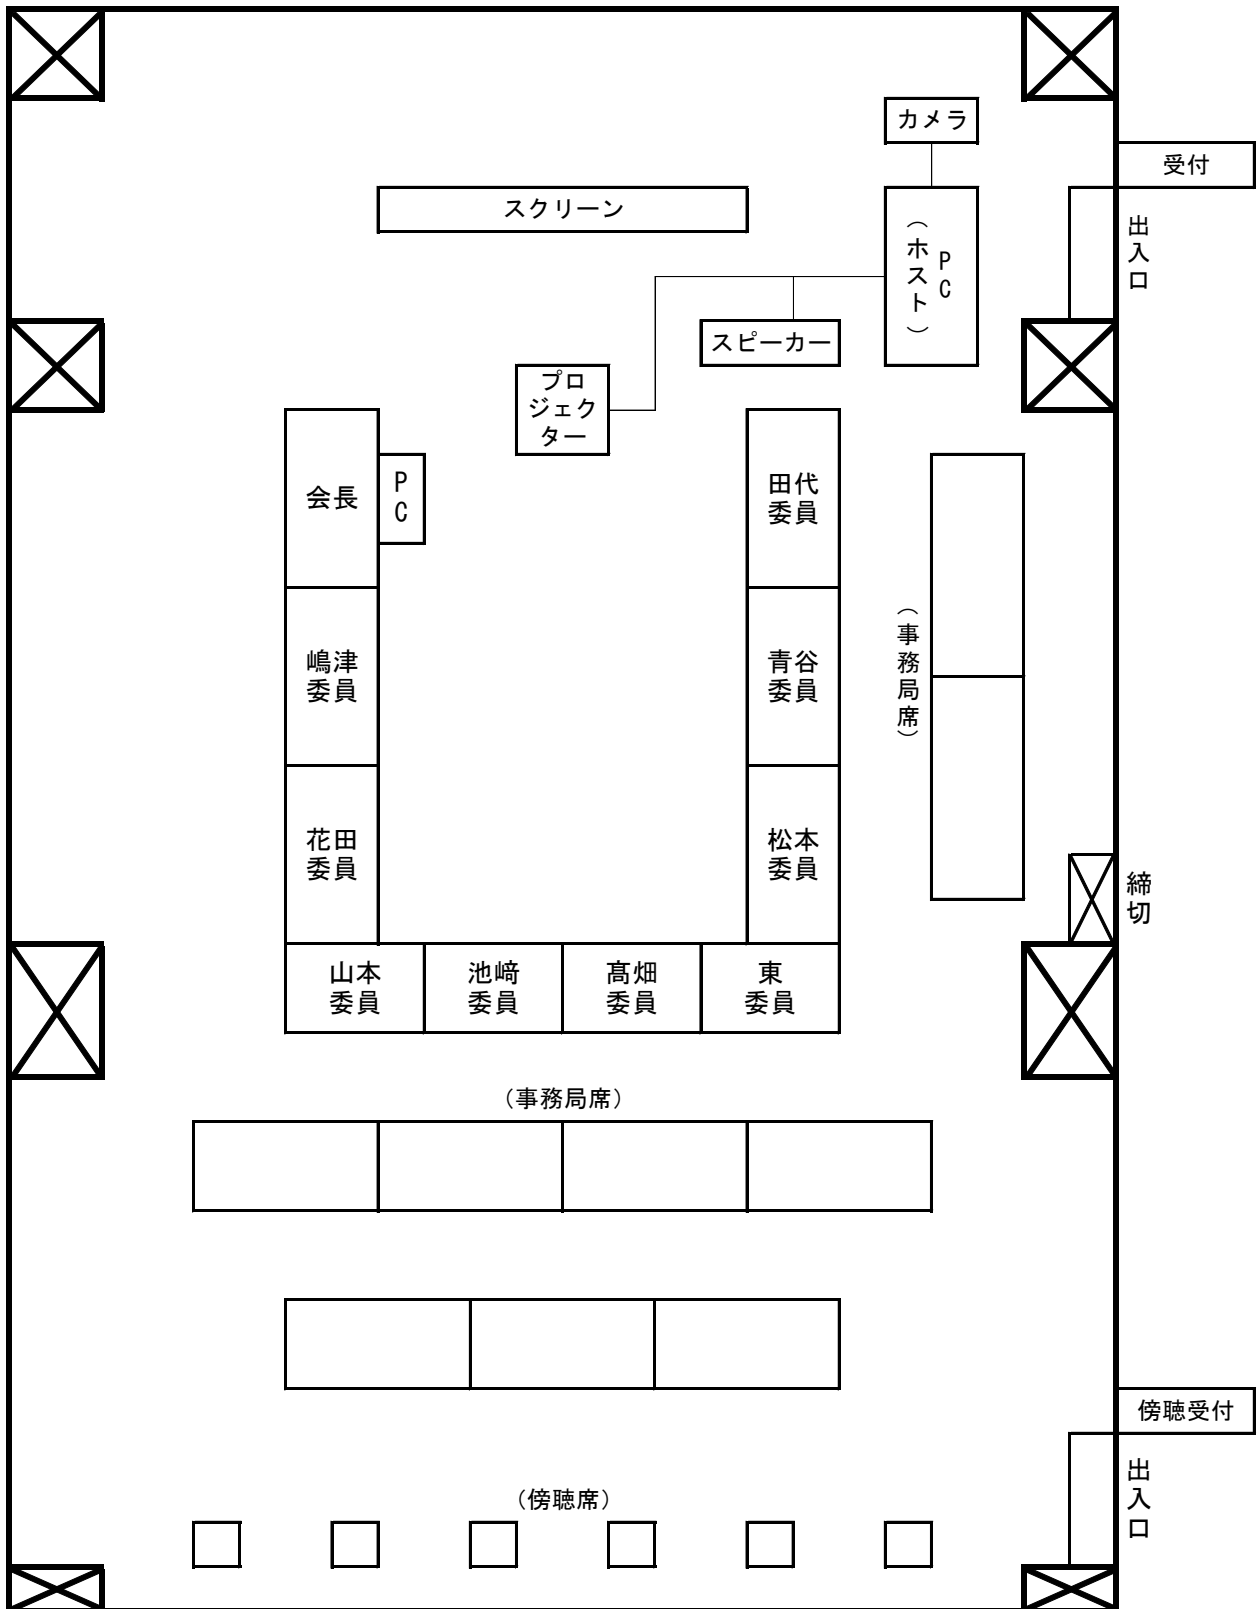 カメラ
受付
スクリーン
PC
（ホスト）
出入口
スピーカー
プロ
ジェク
ター
会長
PC
田代
委員
嶋津
委員
青谷
委員
（事務局席）
花田
委員
松本
委員
締切
山本
委員
池﨑
委員
髙畑
委員
東
委員
（事務局席）
傍聴受付
出入口
（傍聴席）